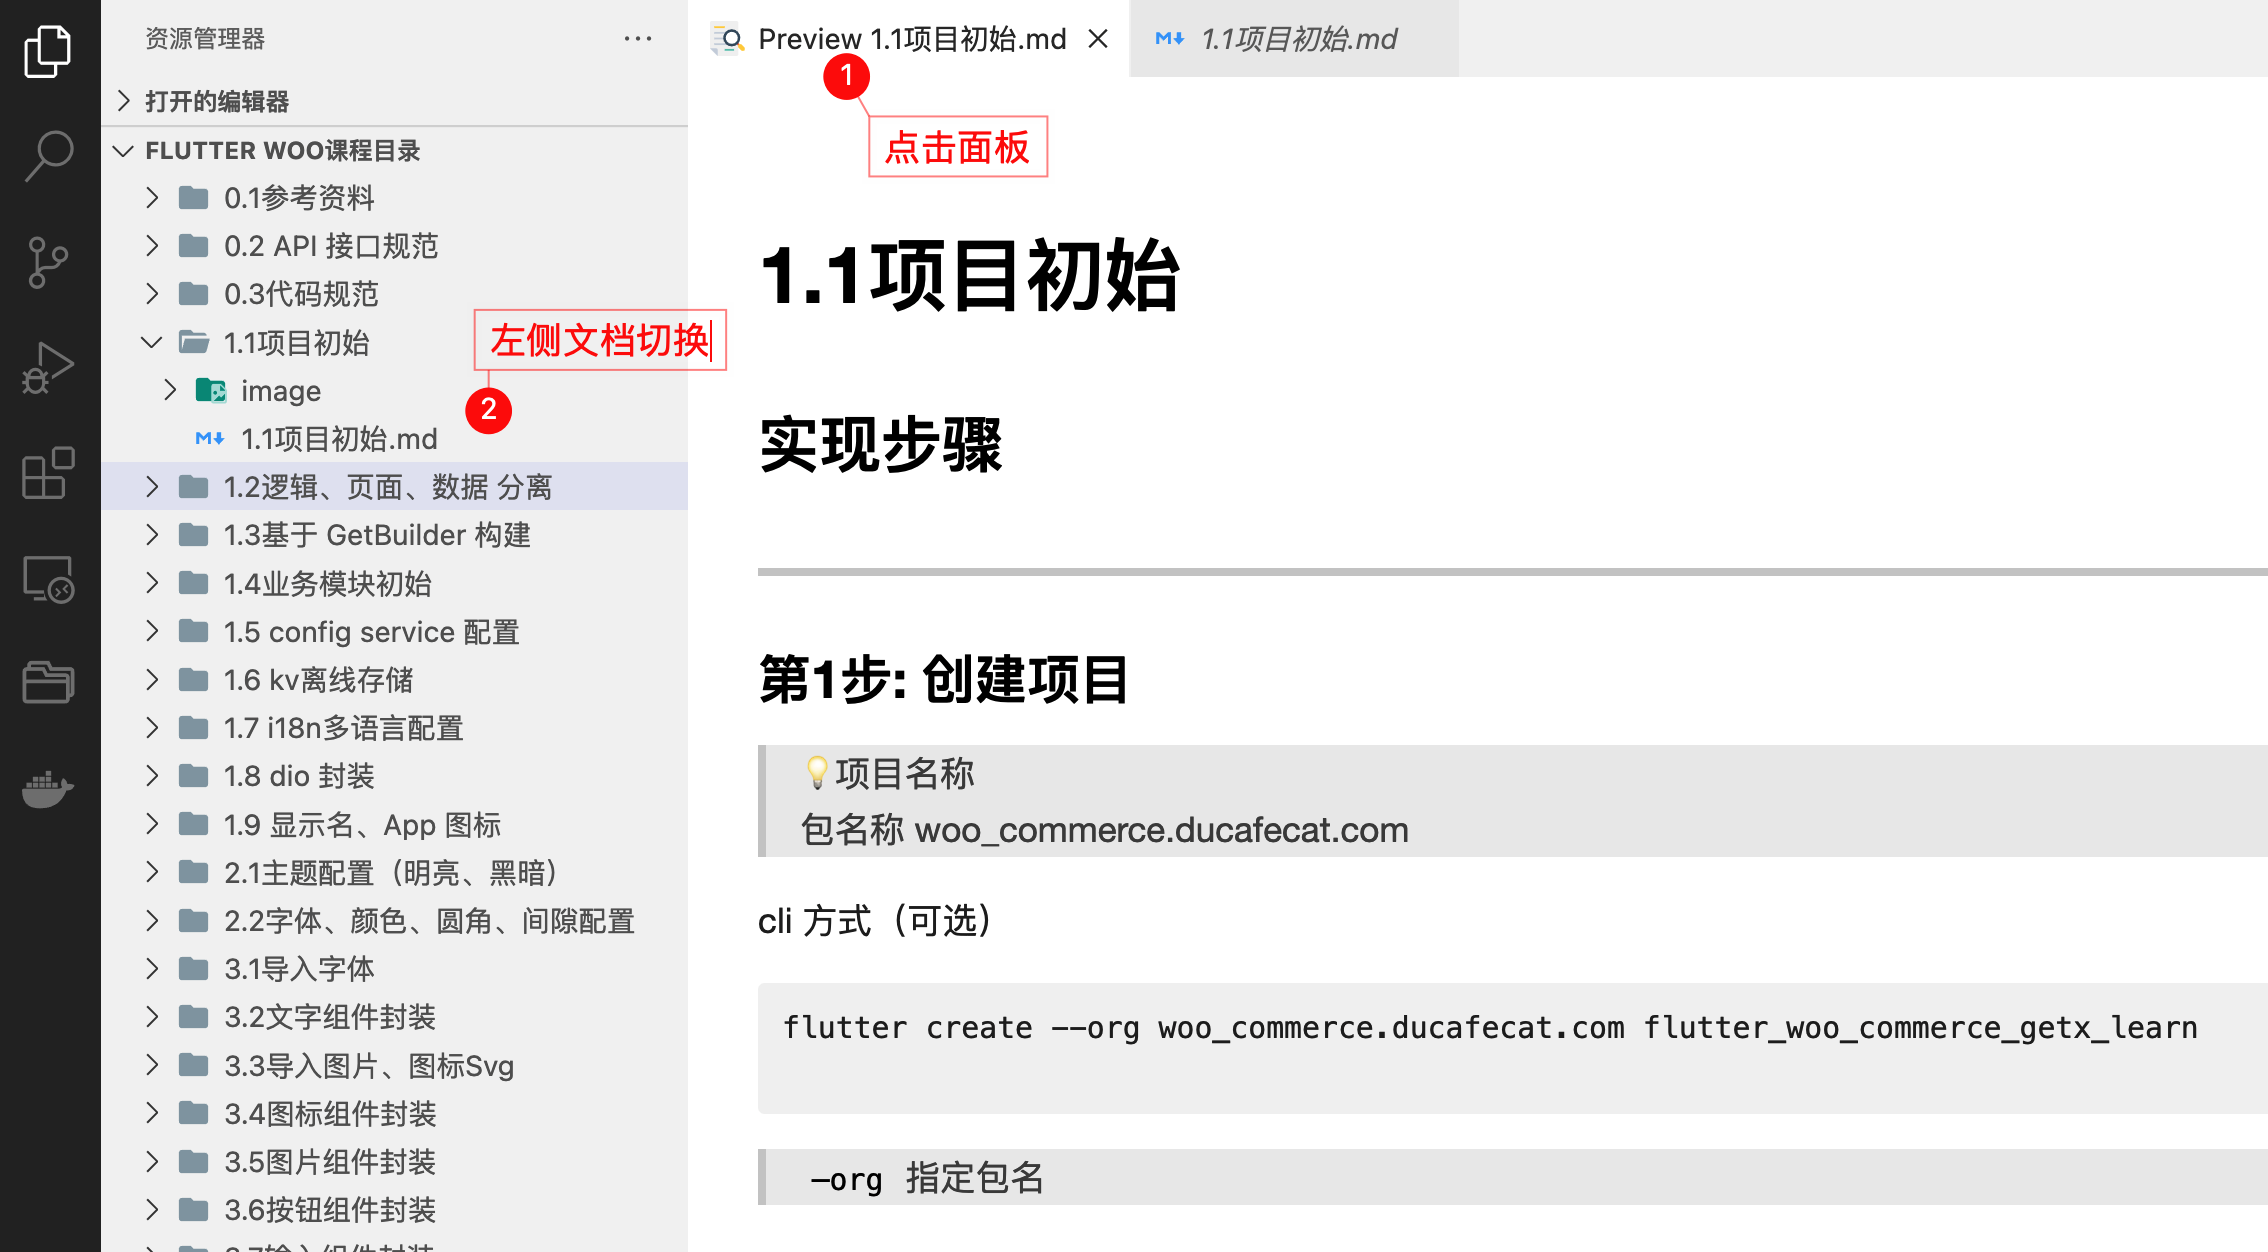 资源管理器
打开的编辑器
FLUTTER WOO课程目录
0.1参考资料
0.2 API 接口规范
0.3代码规范
1.1项目初始
image
1.1项目初始.md
1.2逻辑、页面、数据 分离
1.3基于 GetBuilder 构建
1.4业务模块初始
1.5 config service 配置
1.6 kv离线存储
1.7 i18n多语言配置
1.8 dio 封装
1.9 显示名、App 图标
2.1主题配置（明亮、黑暗）
2.2字体、颜色、圆角、间隙配置
3.1导入字体
3.2文字组件封装
3.3导入图片、图标Svg
3.4图标组件封装
3.5图片组件封装
3.6按钮组件封装
3.7输入组件封装
左侧文档切换
2
Preview 1.1项目初始.md
1.1项目初始.md
1
点击面板
1.1项目初始
实现步骤
第1步: 创建项目
💡项目名称
包名称 woo_commerce.ducafecat.com
cli 方式（可选）
flutter create --org woo_commerce.ducafecat.com flutter_woo_commerce_getx_learn
—org 指定包名